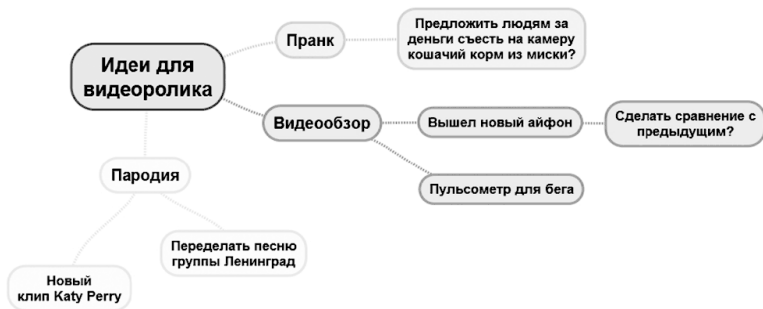 Идеи для
видеоролика
Пранк
Предложить людям за
деньги съесть на камеру
кошачий корм из миски?
Видеообзор
Вышел новый айфон
Сделать сравнение с
предыдущим?
Пульсометр для бега
Пародия
Переделать песню
группы Ленинград
Новый
клип Katy Perry